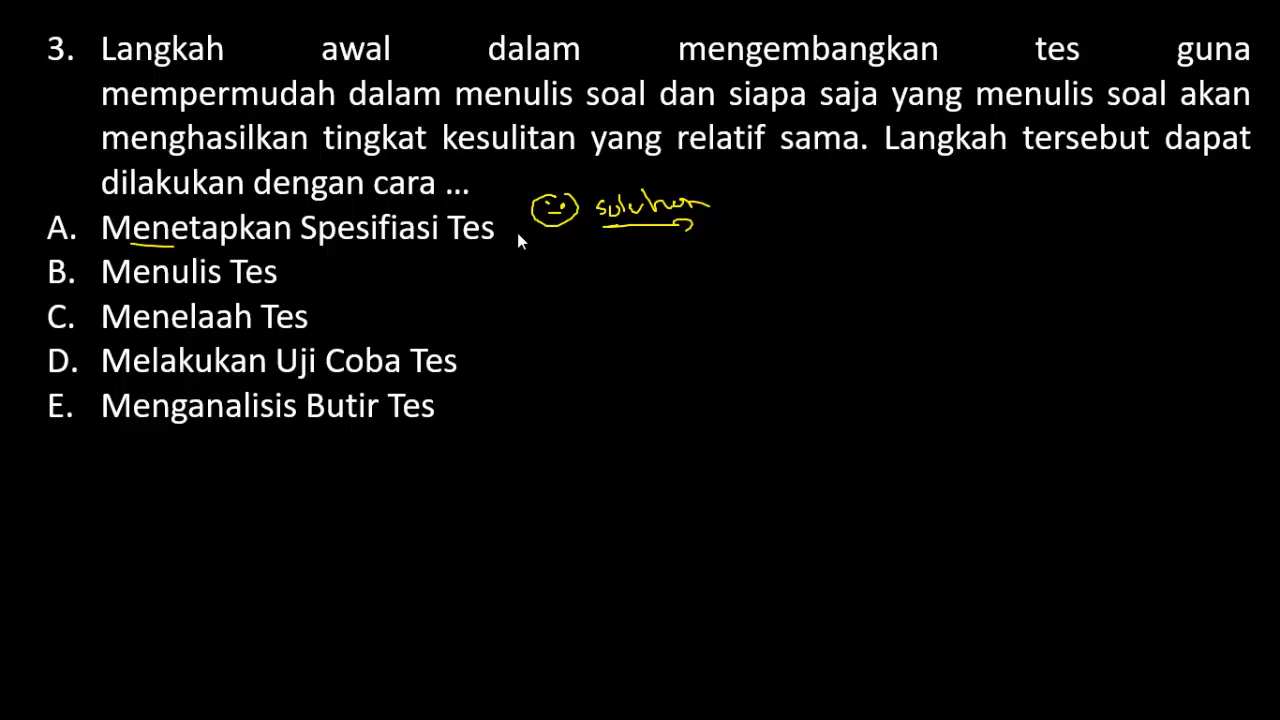 3. Langkah awal dalam mengembangkan tes guna
mempermudah dalam menulis soal dan siapa saja yang menulis soal akan
menghasilkan tingkat kesulitan yang relatif sama. Langkah tersebut dapat
dilakukan dengan cara ...
A. Menetapkan Spesifiasi Tes
B. Menulis Tes
C. Menelaah Tes
D. Melakukan Uji Coba Tes
E. Menganalisis Butir Tes